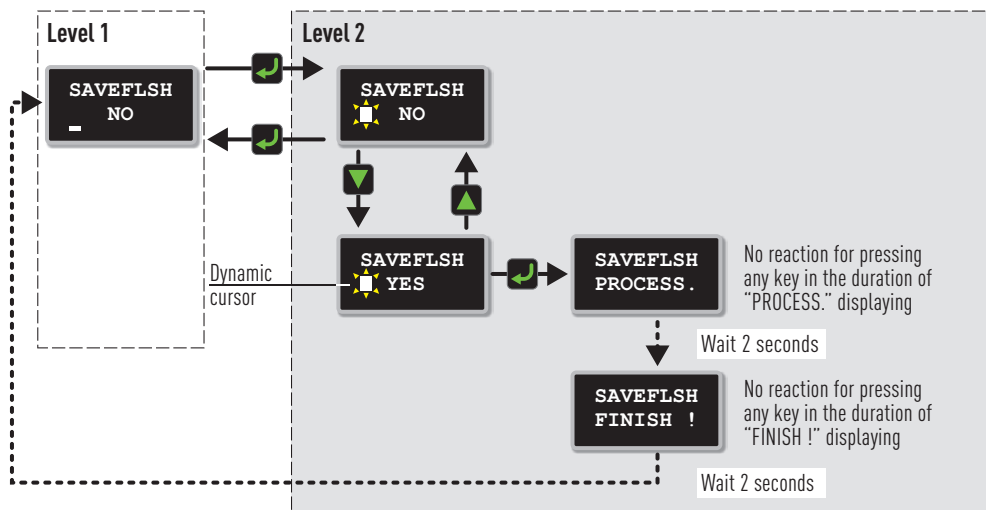 Level 1
Level 2
SAVEFLSH
NO
SAVEFLSH
NO
SAVEFLSH
YES
Dynamic
cursor
SAVEFLSH
PROCESS.
No reaction for pressing
any key in the duration of
“PROCESS.” displaying
Wait 2 seconds
SAVEFLSH
FINISH !
No reaction for pressing
any key in the duration of
“FINISH !” displaying
Wait 2 seconds